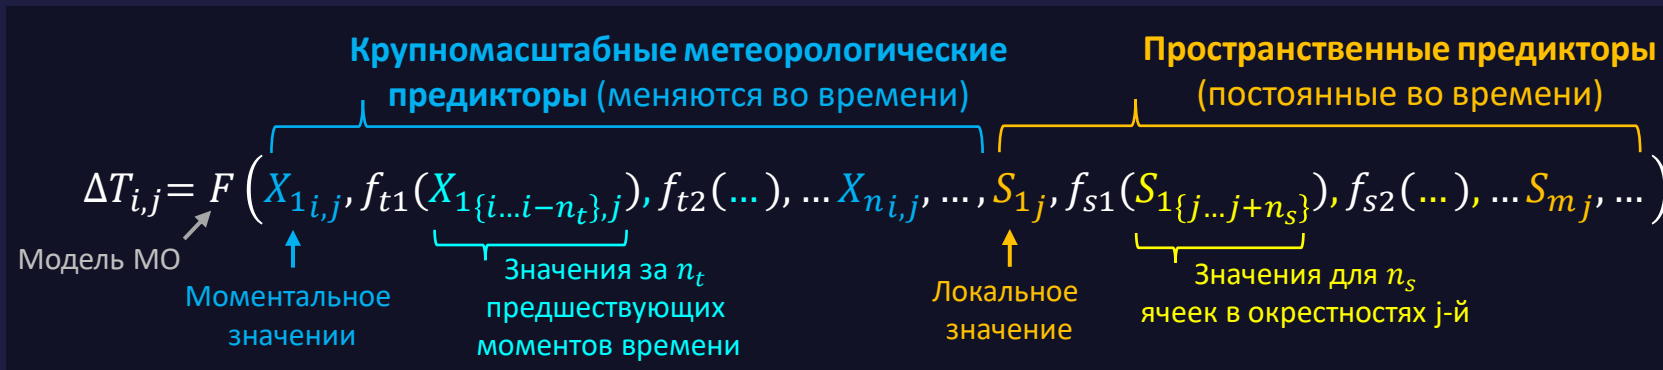 Крупномасштабные метеорологические
предикторы (меняются во времени)
Пространственные предикторы
(постоянные во времени)
ΔT_{i,j}= F(X_{1 i,j}, f_{t1}(X_{1{i…i−n_t},j}), f_{t2}(…), … X_{n i,j}, …, S_{1 j}, f_{s1}(S_{1{j…j+n_s}}), f_{s2}(…), … S_{m j}, …)
Модель МО
Моментальное
значении
Значения за n_t
предшествующих
моментов времени
Локальное
значение
Значения для n_s
ячеек в окрестностях j-й